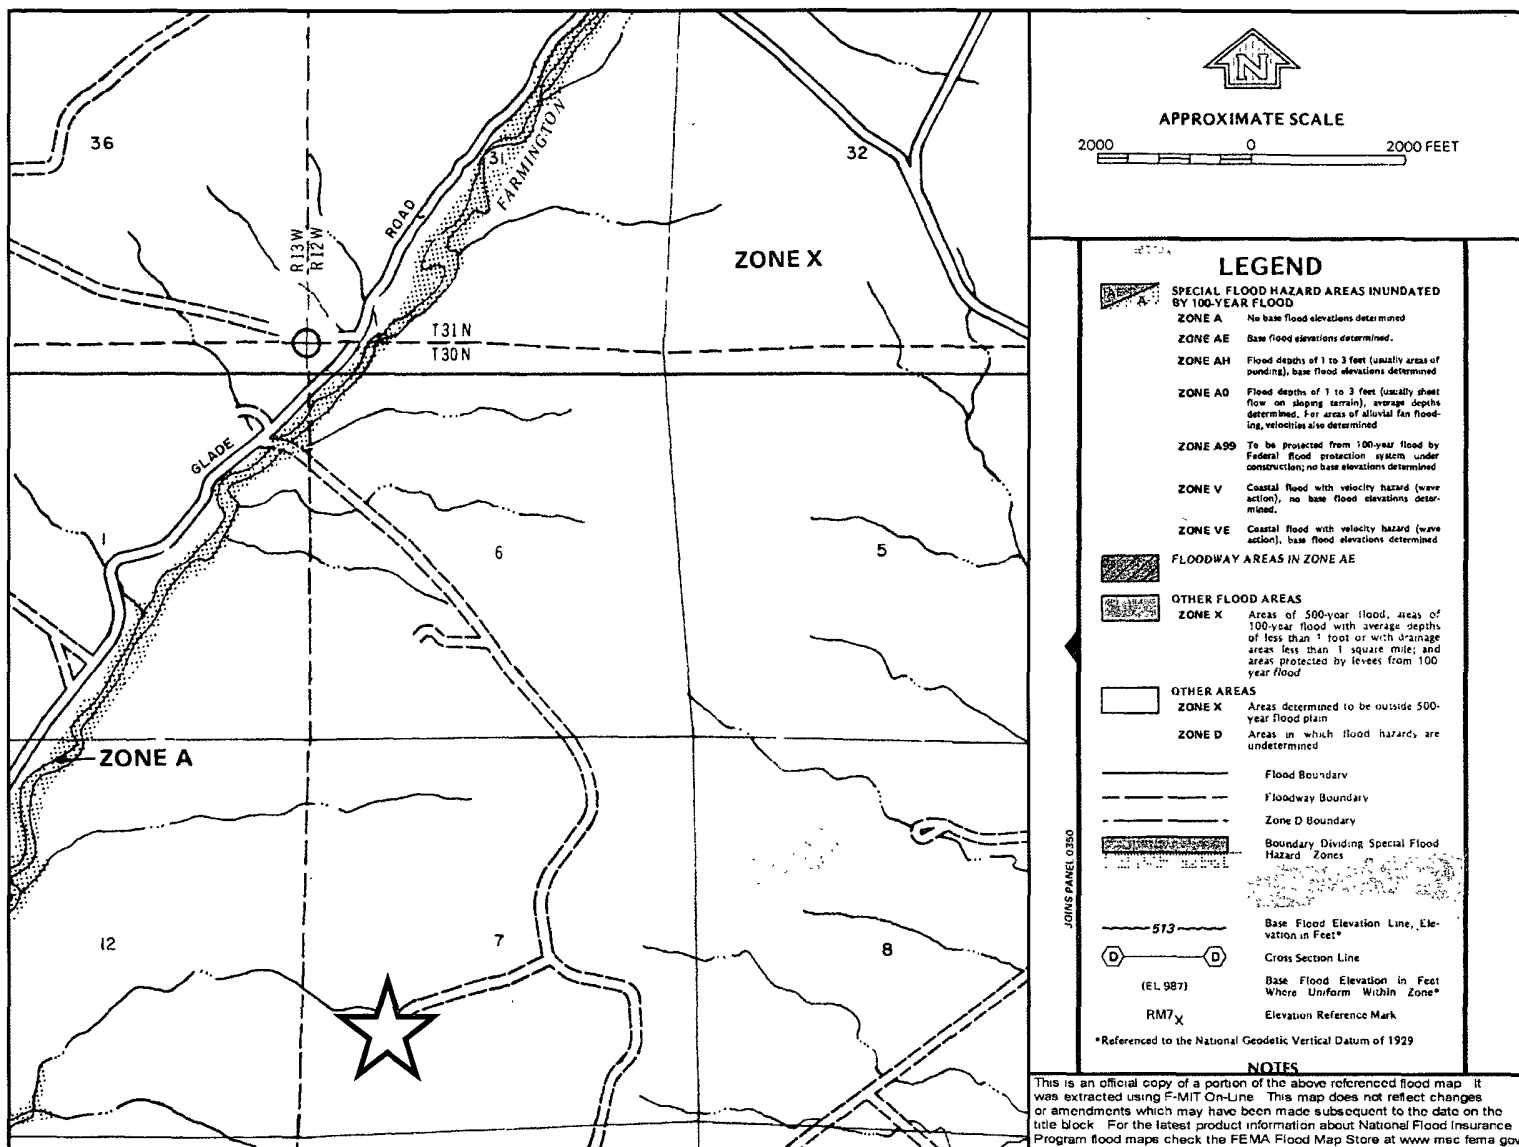 36
31
32
FARMINGTON
ROAD
R13W
R12W
ZONE X
T31N
T30N
GLADE
1
6
5
ZONE A
12
7
8
N
APPROXIMATE SCALE
2000 0 2000 FEET
LEGEND
SPECIAL FLOOD HAZARD AREAS INUNDATED
BY 100-YEAR FLOOD
ZONE A No base flood elevations determined
ZONE AE Base flood elevations determined.
ZONE AH Flood depths of 1 to 3 feet (usually areas of
ponding), base flood elevations determined
ZONE AO Flood depths of 1 to 3 feet (usually sheet
flow on sloping terrain), average depths
determined. For areas of alluvial fan flood-
ing, velocities also determined
ZONE A99 To be protected from 100-year flood by
Federal flood protection system under
construction; no base elevations determined
ZONE V Coastal flood with velocity hazard (wave
action), no base flood elevations deter-
mined.
ZONE VE Coastal flood with velocity hazard (wave
action), base flood elevations determined
FLOODWAY AREAS IN ZONE AE
OTHER FLOOD AREAS
ZONE X Areas of 500-year flood, areas of
100-year flood with average depths
of less than 1 foot or with drainage
areas less than 1 square mile; and
areas protected by levees from 100
year flood
OTHER AREAS
ZONE X Areas determined to be outside 500-
year flood plain
ZONE D Areas in which flood hazards are
undetermined
Flood Boundary
Floodway Boundary
Zone D Boundary
Boundary Dividing Special Flood
Hazard Zones
513 Base Flood Elevation Line, Ele-
vation in Feet*
D D Cross Section Line
(EL 987) Base Flood Elevation in Feet
Where Uniform Within Zone*
RM7X Elevation Reference Mark
*Referenced to the National Geodetic Vertical Datum of 1929
NOTES
JOINS PANEL 0350
This is an official copy of a portion of the above referenced flood map It
was extracted using F-MIT On-Line This map does not reflect changes
or amendments which may have been made subsequent to the date on the
title block For the latest product information about National Flood Insurance
Program flood maps check the FEMA Flood Map Store at www msc fema gov